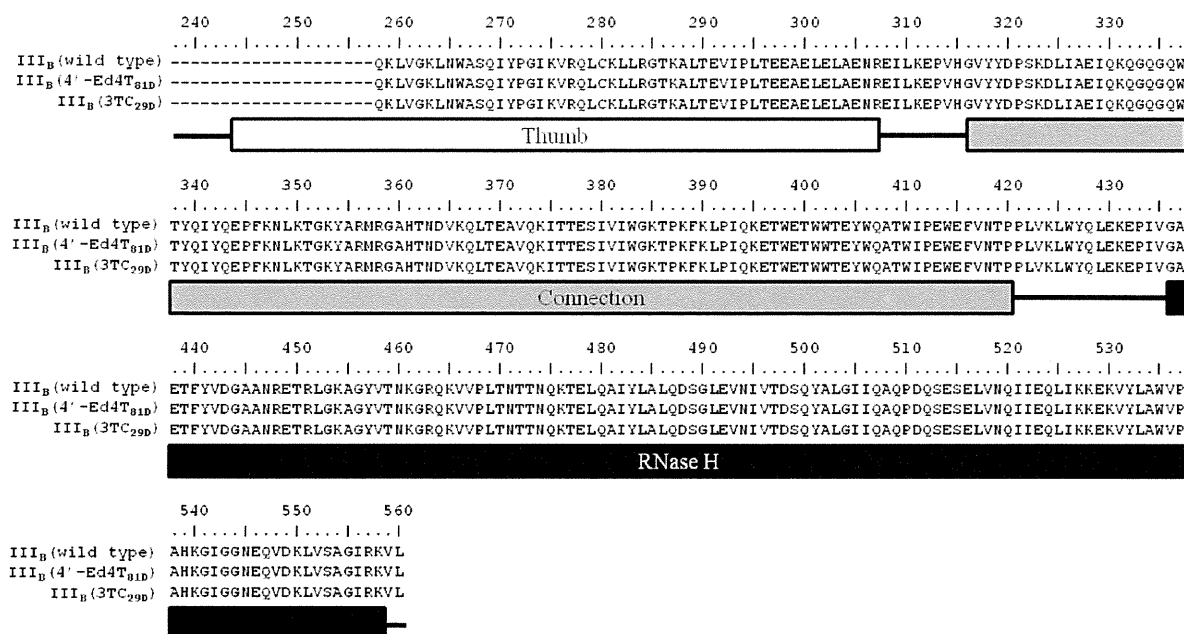 240 250 260 270 280 290 300 310 320 330
..|....|....|....|....|....|....|....|....|....|....|....|....|....|....|....|....|....|....|....|..
IIIB(wild type) --------------------QKLVGKLNWASQIYPGIKVRQLCKLLRGTKALTEVIPLTEEAELELAENREILKEPVHGVYYDPSKDLIAEIQKQGQGQW
IIIB(4'-Ed4T81D) --------------------QKLVGKLNWASQIYPGIKVRQLCKLLRGTKALTEVIPLTEEAELELAENREILKEPVHGVYYDPSKDLIAEIQKQGQGQW
IIIB(3TC29D) --------------------QKLVGKLNWASQIYPGIKVRQLCKLLRGTKALTEVIPLTEEAELELAENREILKEPVHGVYYDPSKDLIAEIQKQGQGQW
Thumb
340 350 360 370 380 390 400 410 420 430
..|....|....|....|....|....|....|....|....|....|....|....|....|....|....|....|....|....|....|....|..
IIIB(wild type) TYQIYQEPFKNLKTGKYARMRGAHTNDVKQLTEAVQKITTESIVIWGKTPKFKLPIQKETWETWWTEYWQATWIPEWEFVNTPPLVKLWYQLEKEPIVGA
IIIB(4'-Ed4T81D) TYQIYQEPFKNLKTGKYARMRGAHTNDVKQLTEAVQKITTESIVIWGKTPKFKLPIQKETWETWWTEYWQATWIPEWEFVNTPPLVKLWYQLEKEPIVGA
IIIB(3TC29D) TYQIYQEPFKNLKTGKYARMRGAHTNDVKQLTEAVQKITTESIVIWGKTPKFKLPIQKETWETWWTEYWQATWIPEWEFVNTPPLVKLWYQLEKEPIVGA
Connection
440 450 460 470 480 490 500 510 520 530
..|....|....|....|....|....|....|....|....|....|....|....|....|....|....|....|....|....|....|....|..
IIIB(wild type) ETFYVDGAANRETRLGKAGYVTNKGRQKVVPLTNTTNQKTELQAIYLALQDSGLEVNIVTDSQYALGIIQAQPDQSESELVNQIIEQLIKKEKVYLAWVP
IIIB(4'-Ed4T81D) ETFYVDGAANRETRLGKAGYVTNKGRQKVVPLTNTTNQKTELQAIYLALQDSGLEVNIVTDSQYALGIIQAQPDQSESELVNQIIEQLIKKEKVYLAWVP
IIIB(3TC29D) ETFYVDGAANRETRLGKAGYVTNKGRQKVVPLTNTTNQKTELQAIYLALQDSGLEVNIVTDSQYALGIIQAQPDQSESELVNQIIEQLIKKEKVYLAWVP
RNase H
540 550 560
..|....|....|....|....|
IIIB(wild type) AHKGIGGNEQVDKLVSAGIRKVL
IIIB(4'-Ed4T81D) AHKGIGGNEQVDKLVSAGIRKVL
IIIB(3TC29D) AHKGIGGNEQVDKLVSAGIRKVL